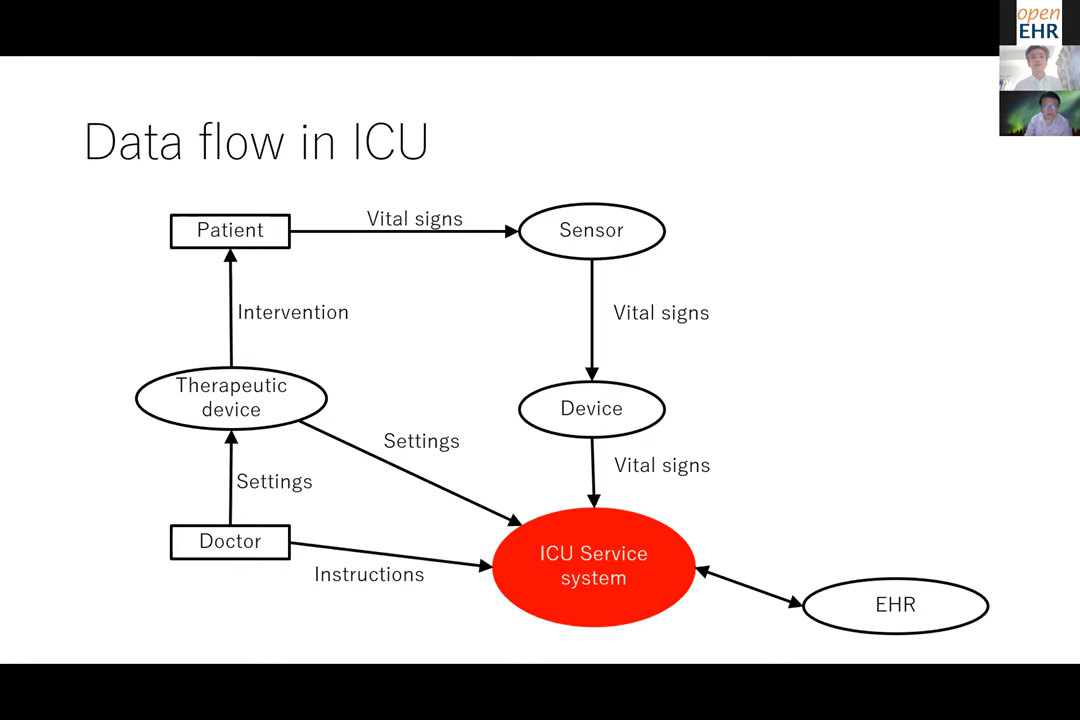 open
EHR
Data flow in ICU
Patient
Vital signs
Sensor
Intervention
Vital signs
Therapeutic
device
Device
Settings
Vital signs
Settings
Doctor
Instructions
ICU Service
system
EHR